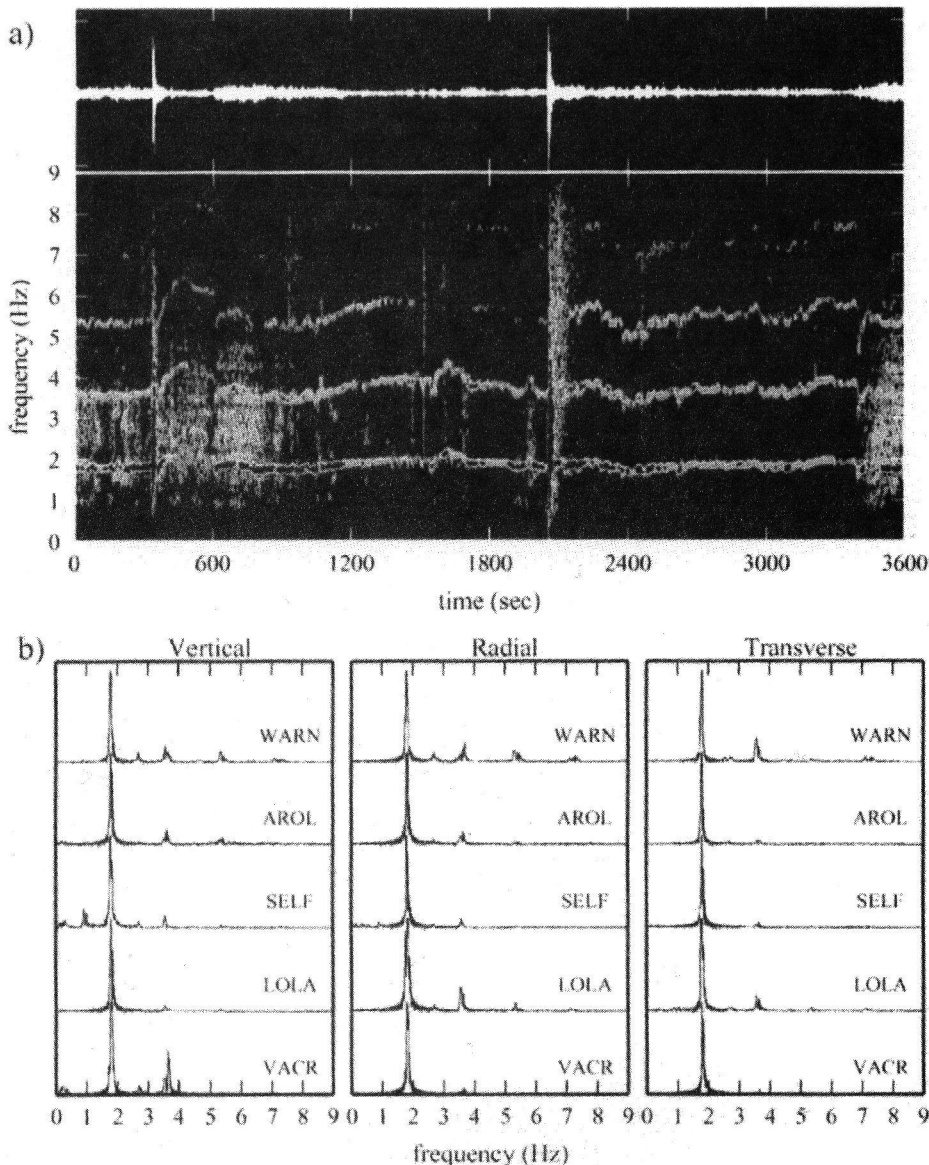 a)
9
8
7
6
5
4
3
2
1
0
frequency (Hz)
0 600 1200 1800 2400 3000 3600
time (sec)
b) Vertical Radial Transverse
WARN WARN WARN
AROL AROL AROL
SELF SELF SELF
LOLA LOLA LOLA
VACR VACR VACR
0 1 2 3 4 5 6 7 8 9 0 1 2 3 4 5 6 7 8 9 0 1 2 3 4 5 6 7 8 9
frequency (Hz)